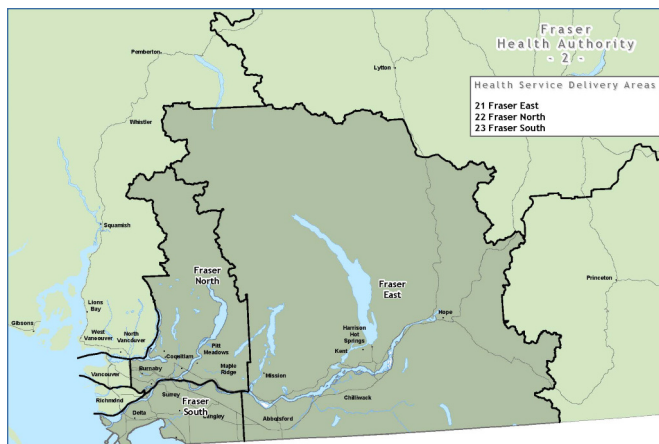 Fraser
Health Authority
- 2 -
Health Service Delivery Areas
21 Fraser East
22 Fraser North
23 Fraser South
Pemberton
Lytton
Whistler
Squamish
Princeton
Fraser
North
Fraser
East
Lions
Bay
Gibsons
West
Vancouver
North
Vancouver
Hope
Harrison
Hot
Springs
Kent
Pitt
Meadows
Coquitlam
Burnaby
Maple
Ridge
Mission
Vancouver
Richmond
Surrey
Fraser
South
Delta
Langley
Abbotsford
Chilliwack